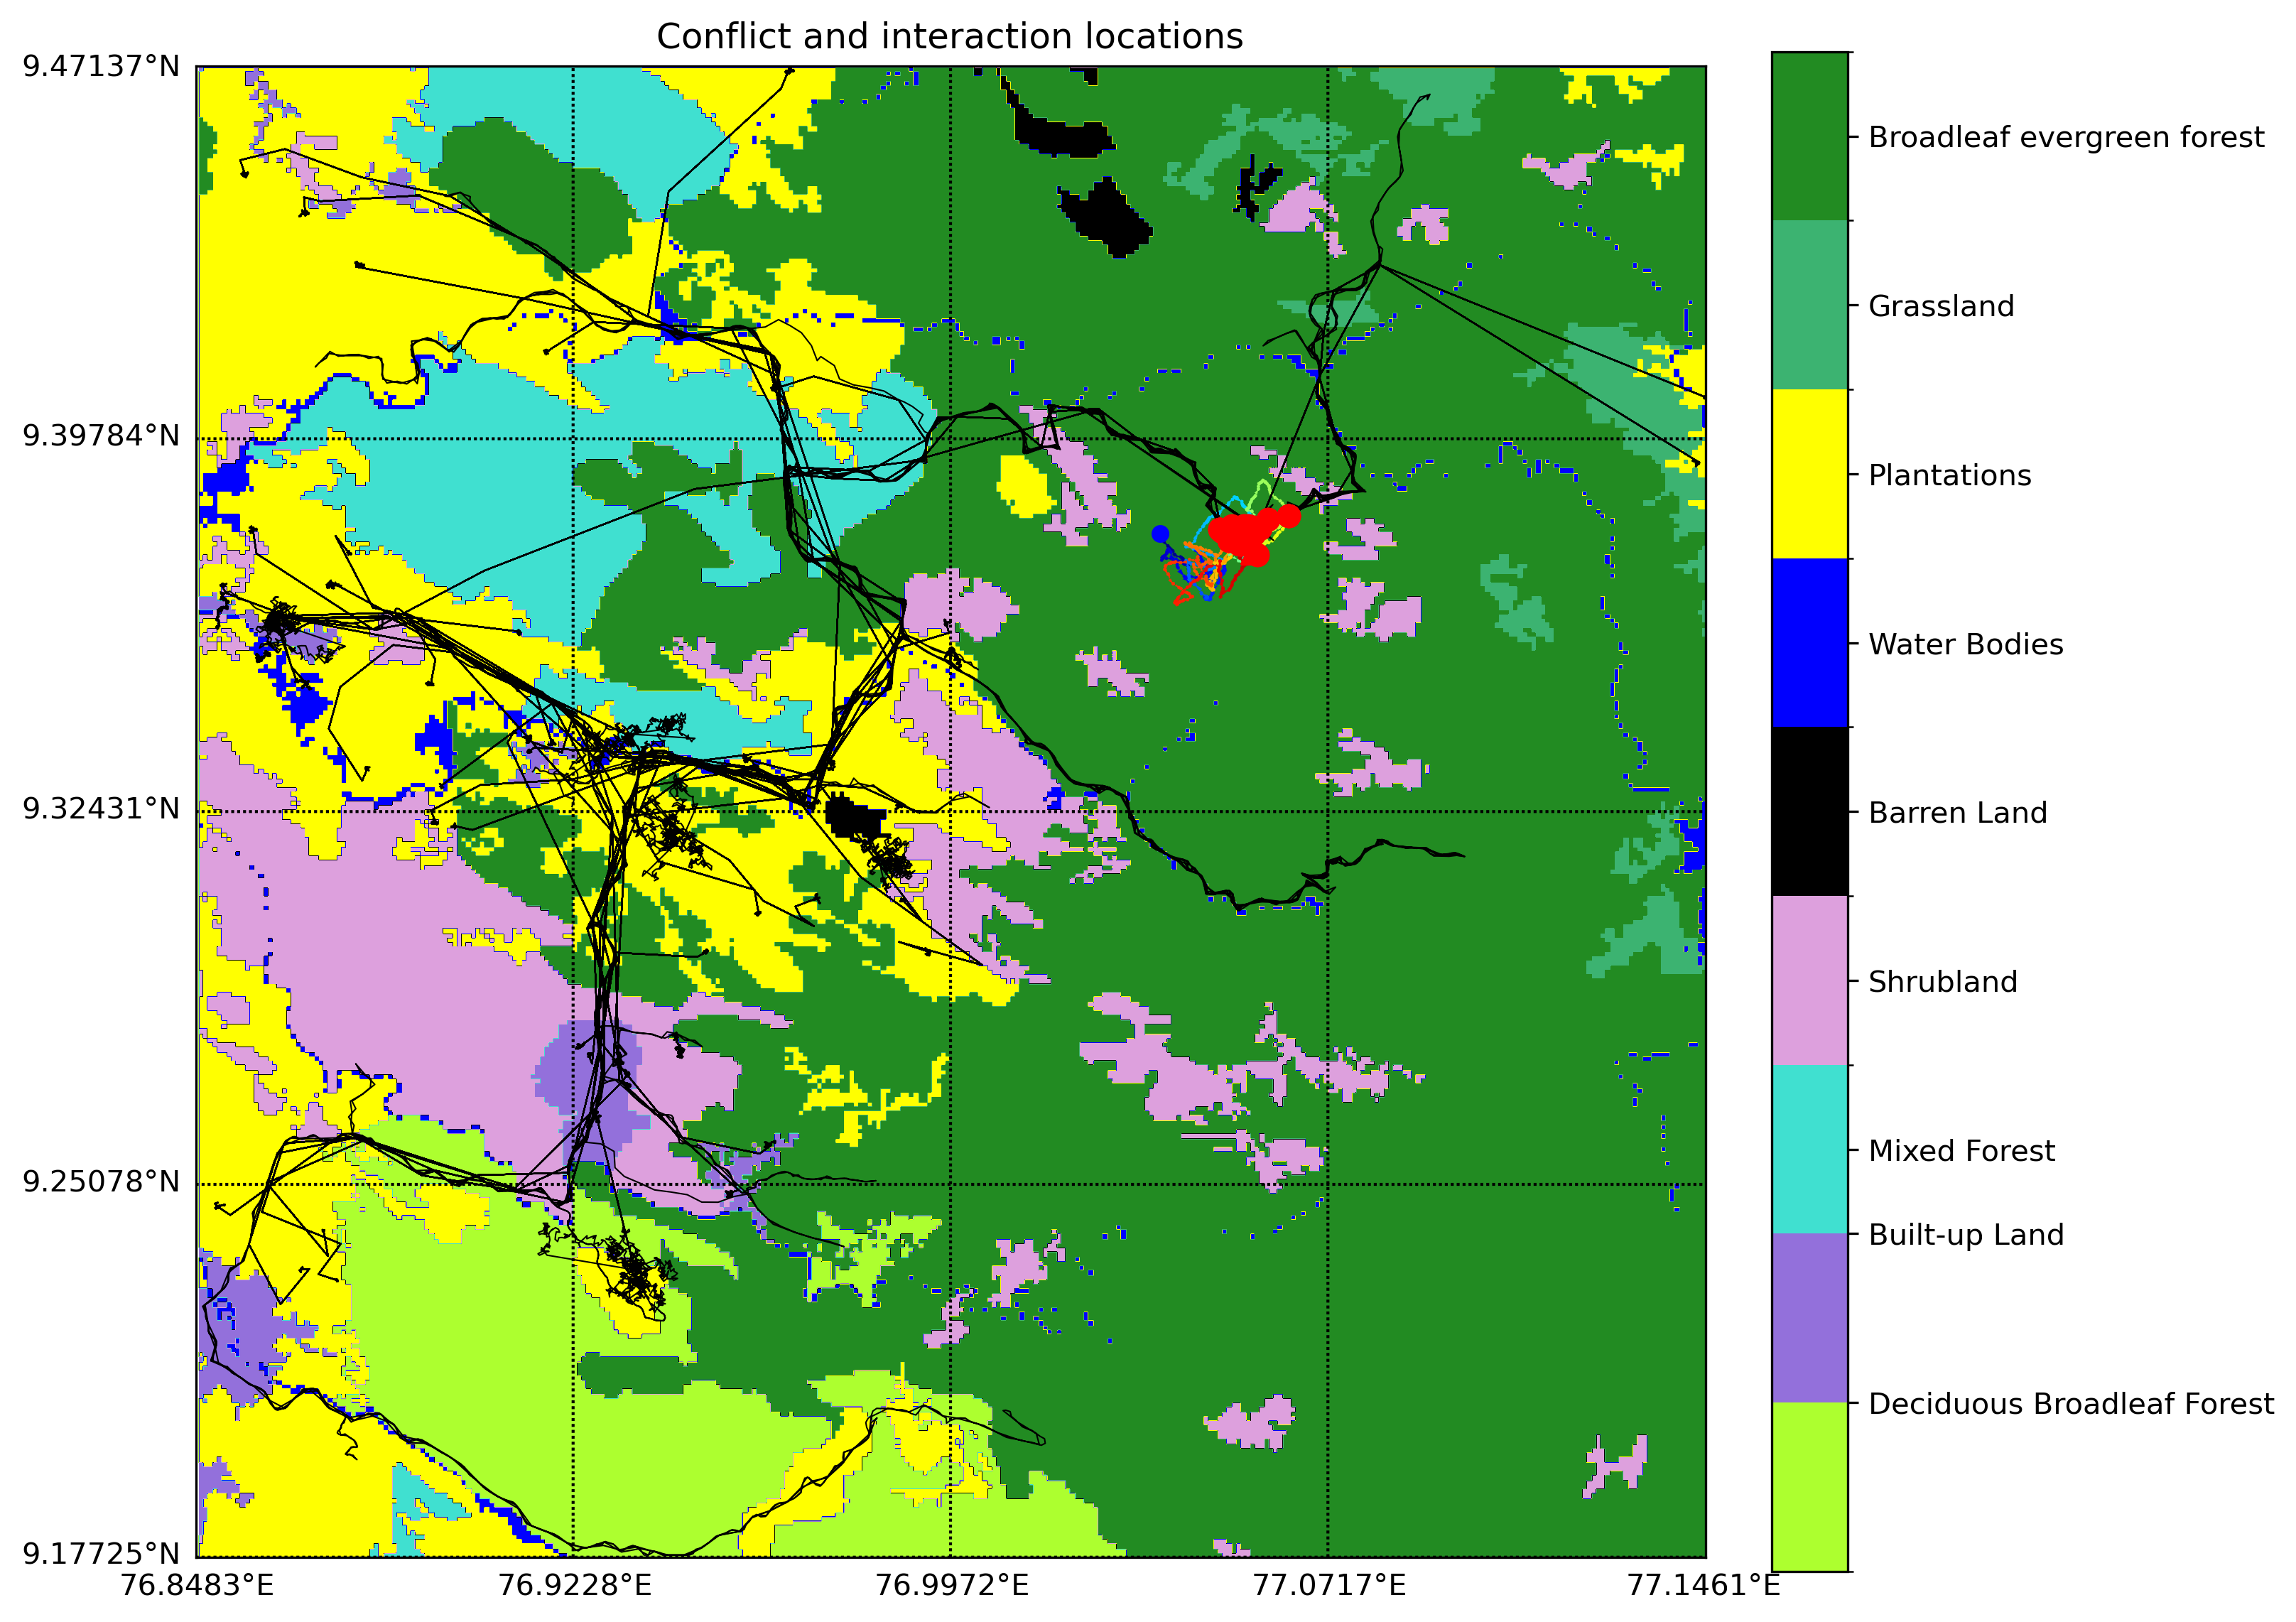 Conflict and interaction locations
9.47137°N
9.39784°N
9.32431°N
9.25078°N
9.17725°N
76.8483°E
76.9228°E
76.9972°E
77.0717°E
77.1461°E
Broadleaf evergreen forest
Grassland
Plantations
Water Bodies
Barren Land
Shrubland
Mixed Forest
Built-up Land
Deciduous Broadleaf Forest